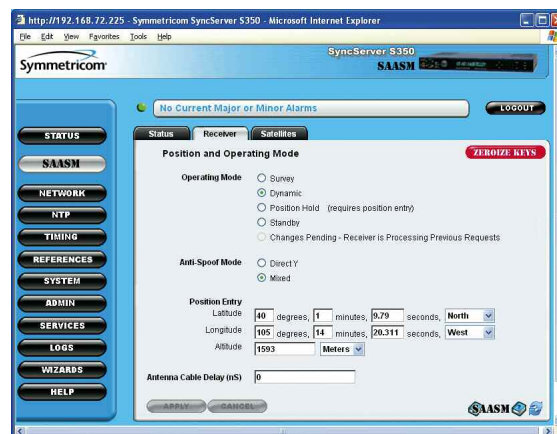 http://192.168.72.225 - Symmetricom SyncServer S350 - Microsoft Internet Explorer
File Edit View Favorites Tools Help
Symmetricom
SyncServer S350
SAASM
No Current Major or Minor Alarms
LOGOUT
STATUS
SAASM
NETWORK
NTP
TIMING
REFERENCES
SYSTEM
ADMIN
SERVICES
LOGS
WIZARDS
HELP
Status Receiver Satellites
Position and Operating Mode
ZEROIZE KEYS
Operating Mode
Survey
Dynamic
Position Hold (requires position entry)
Standby
Changes Pending - Receiver is Processing Previous Requests
Anti-Spoof Mode
Direct Y
Mixed
Position Entry
Latitude 40 degrees, 1 minutes, 9.79 seconds, North
Longitude 105 degrees, 14 minutes, 20.311 seconds, West
Altitude 1593 Meters
Antenna Cable Delay (nS) 0
APPLY CANCEL
SAASM